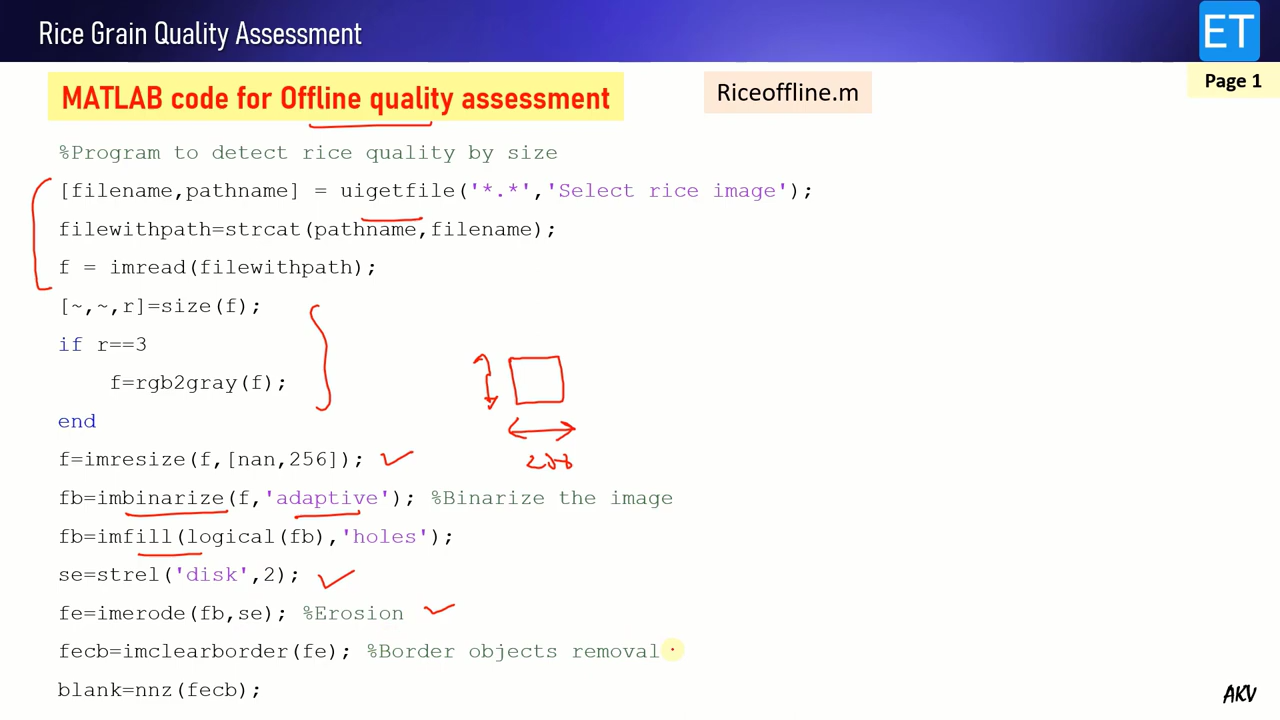 Rice Grain Quality Assessment
ET
Page 1
MATLAB code for Offline quality assessment
Riceoffline.m
%Program to detect rice quality by size
[filename,pathname] = uigetfile('*.*','Select rice image');
filewithpath=strcat(pathname,filename);
f = imread(filewithpath);
[~,~,r]=size(f);
if r==3
f=rgb2gray(f);
end
f=imresize(f,[nan,256]);
256
fb=imbinarize(f,'adaptive'); %Binarize the image
fb=imfill(logical(fb),'holes');
se=strel('disk',2);
fe=imerode(fb,se); %Erosion
fecb=imclearborder(fe); %Border objects removal
blank=nnz(fecb);
AKV